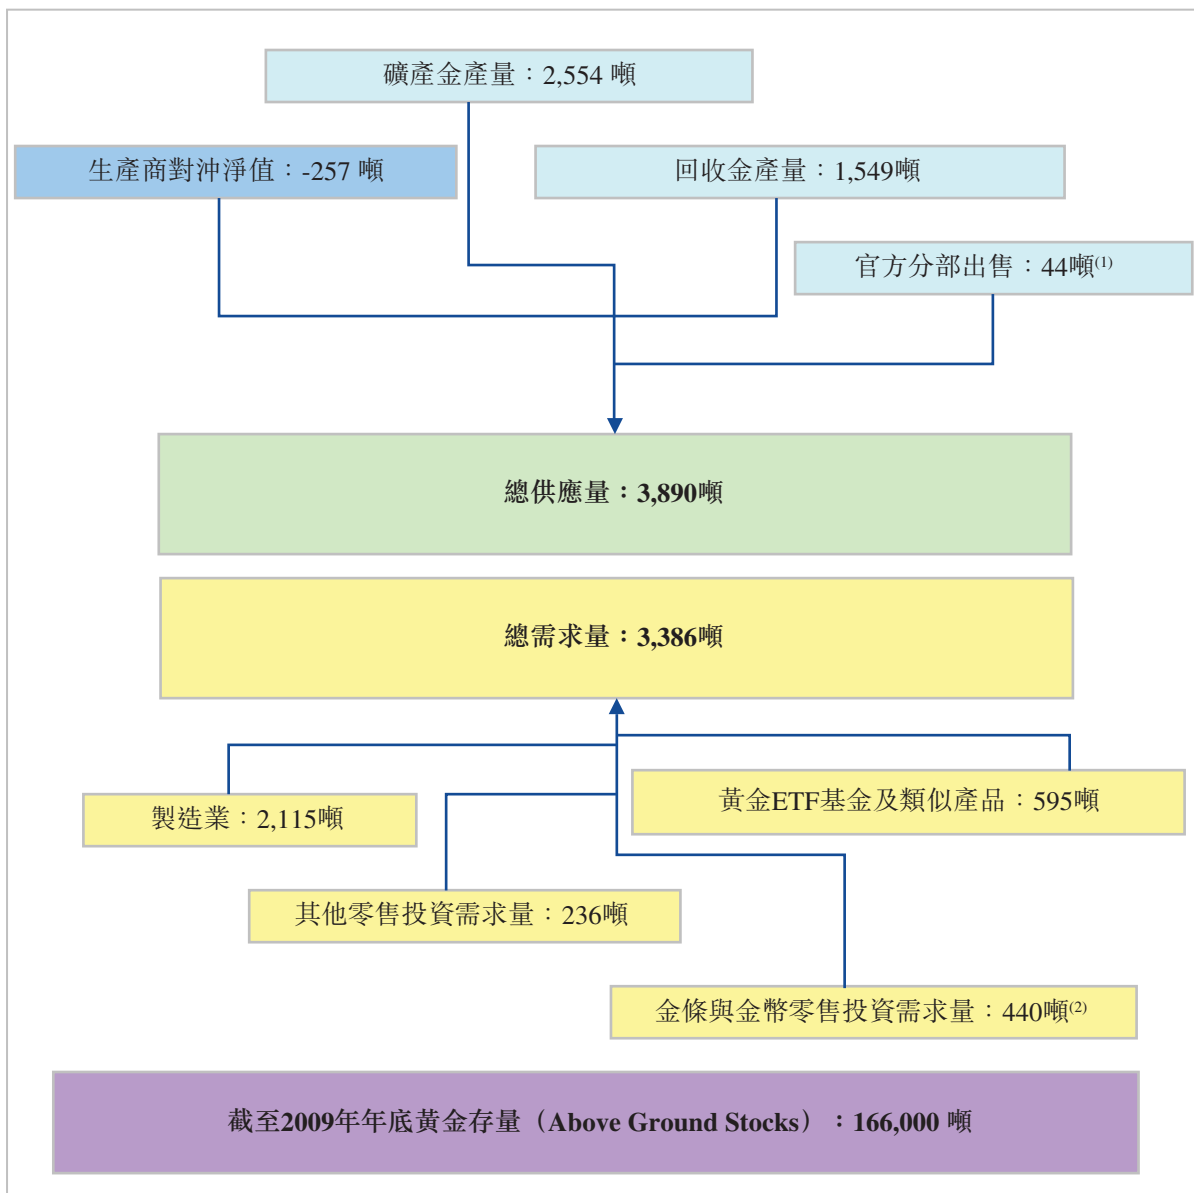 礦產金產量：2,554 噸
生產商對沖淨值：-257 噸
回收金產量：1,549噸
官方分部出售：44噸(1)
總供應量：3,890噸
總需求量：3,386噸
黃金ETF基金及類似產品：595噸
製造業：2,115噸
其他零售投資需求量：236噸
金條與金幣零售投資需求量：440噸(2)
截至2009年年底黃金存量（Above Ground Stocks）：166,000 噸